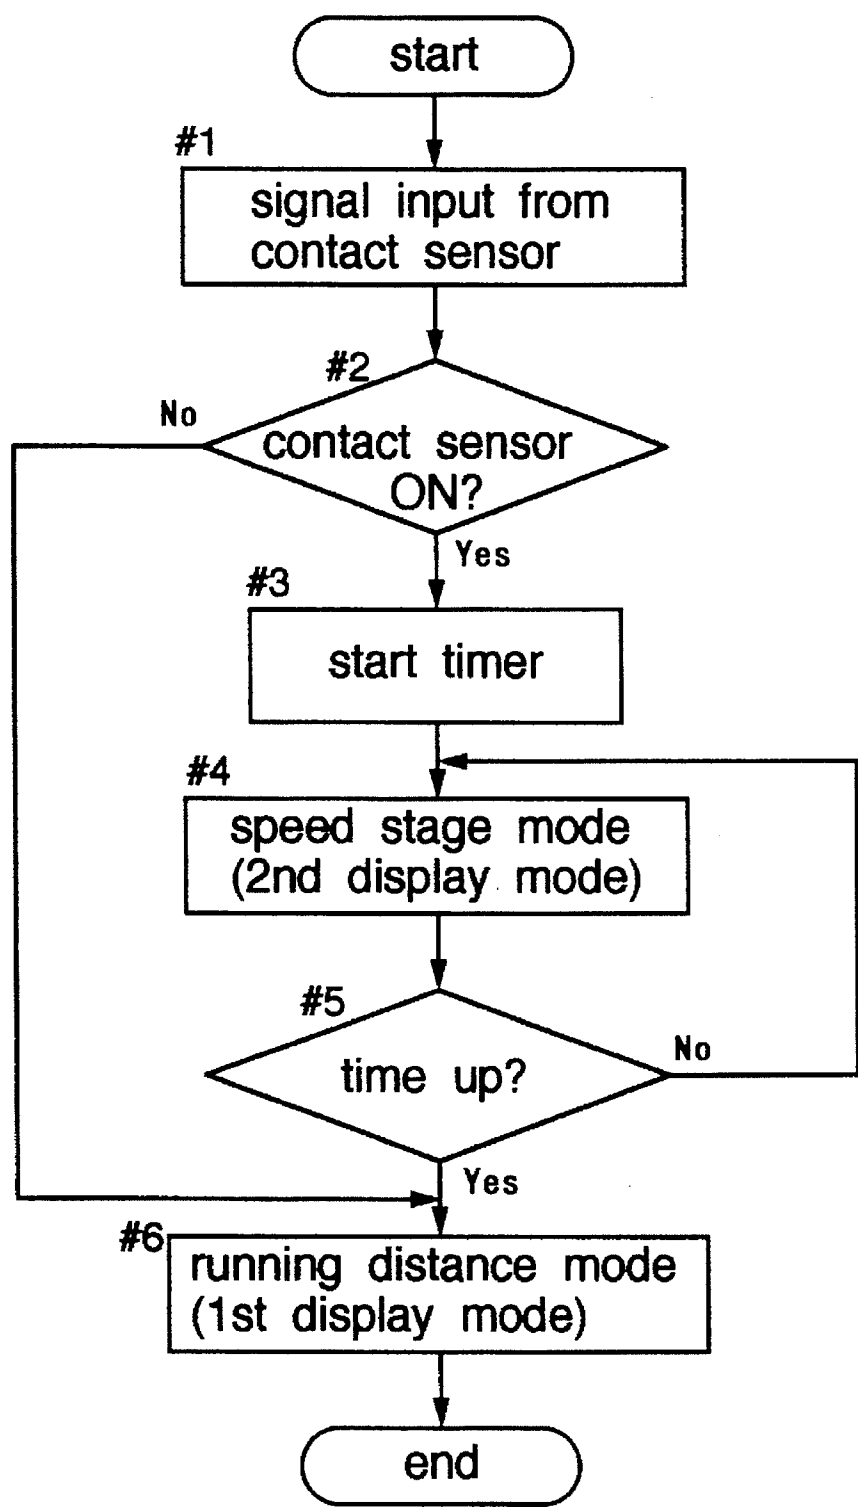 start
#1
signal input from
contact sensor
#2
No
contact sensor
ON?
Yes
#3
start timer
#4
speed stage mode
(2nd display mode)
#5
No
time up?
Yes
#6
running distance mode
(1st display mode)
end